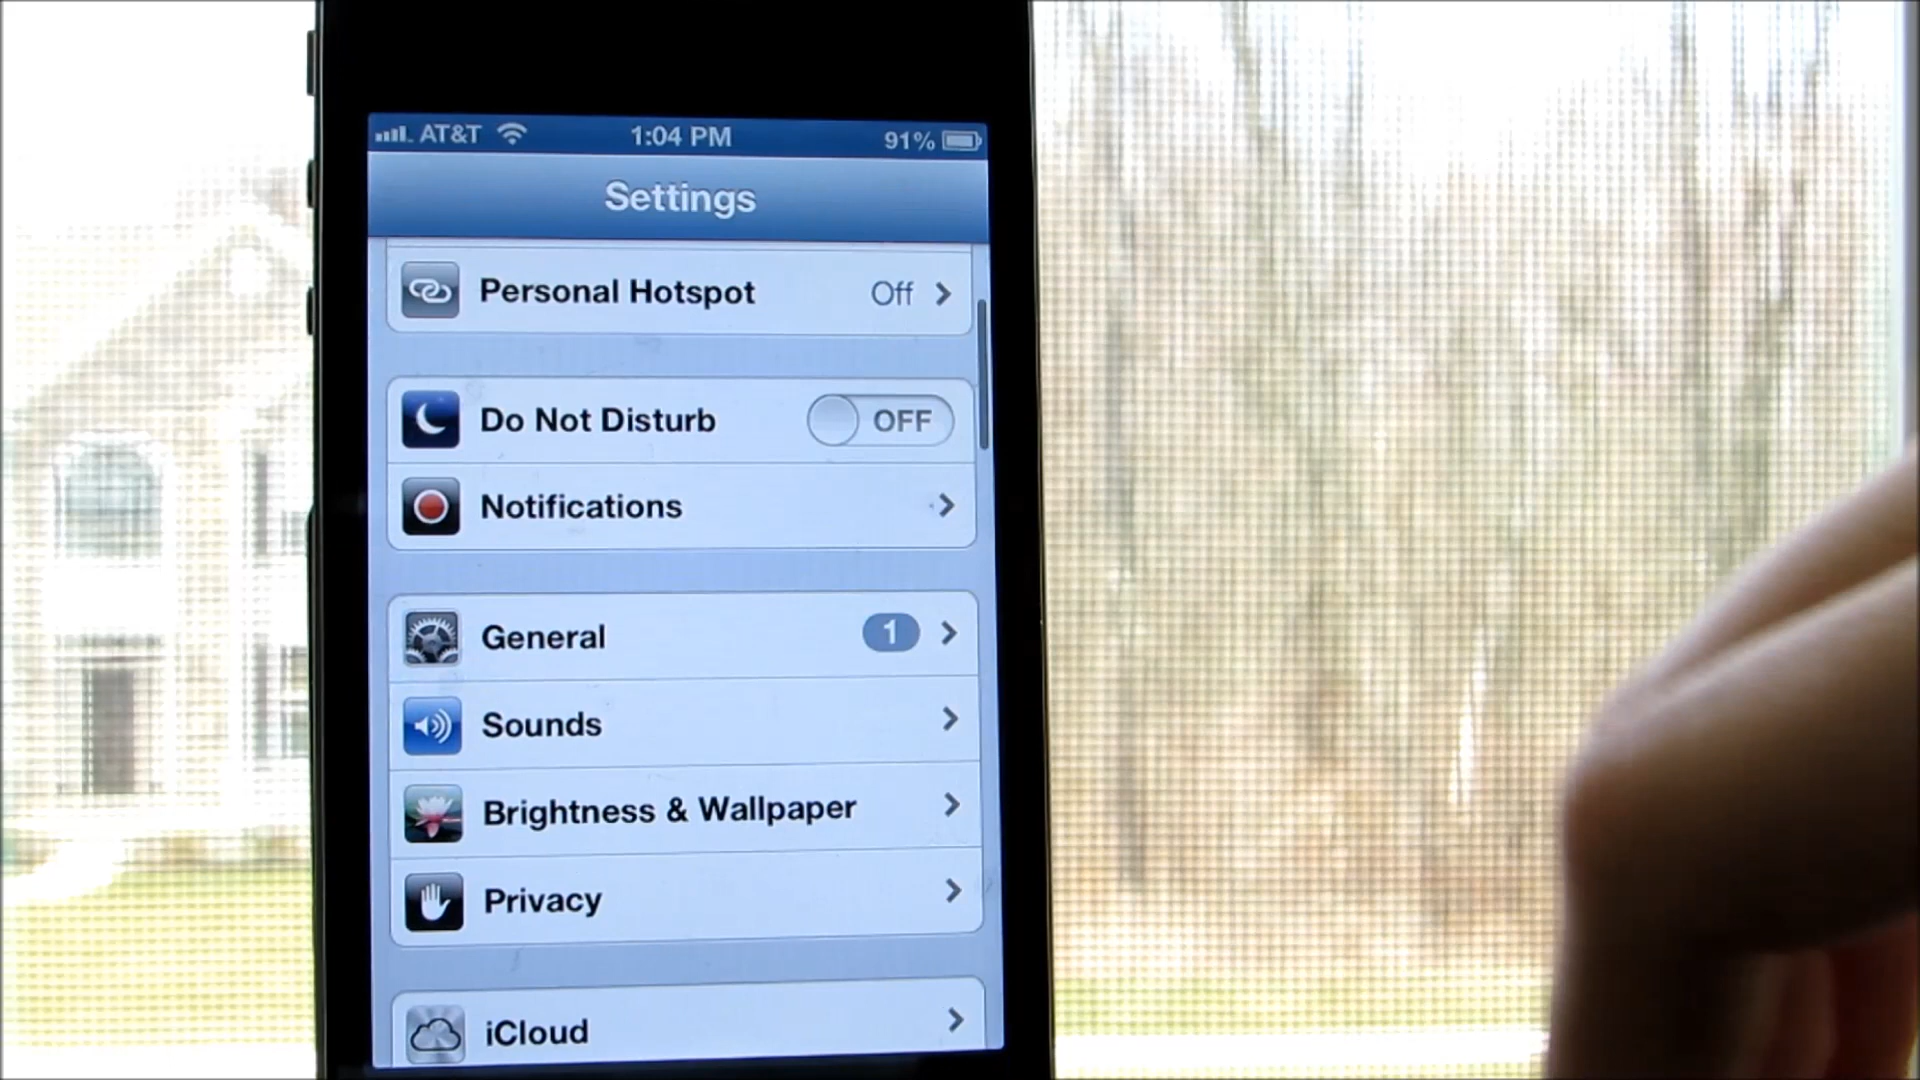 AT&T 1:04 PM 91%
Settings
Personal Hotspot Off
Do Not Disturb OFF
Notifications
General 1
Sounds
Brightness & Wallpaper
Privacy
iCloud